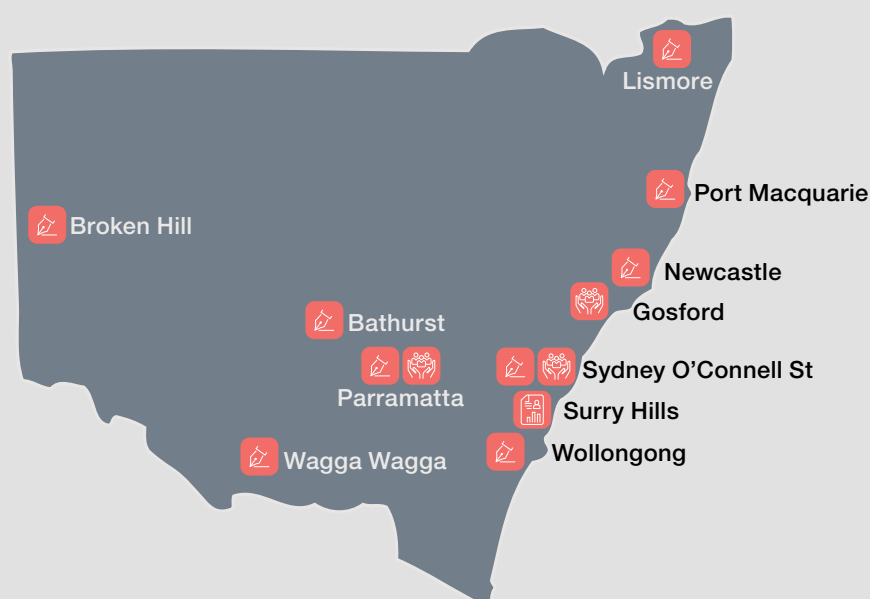 Lismore
Port Macquarie
Broken Hill
Newcastle
Gosford
Bathurst
Sydney O’Connell St
Parramatta
Surry Hills
Wollongong
Wagga Wagga